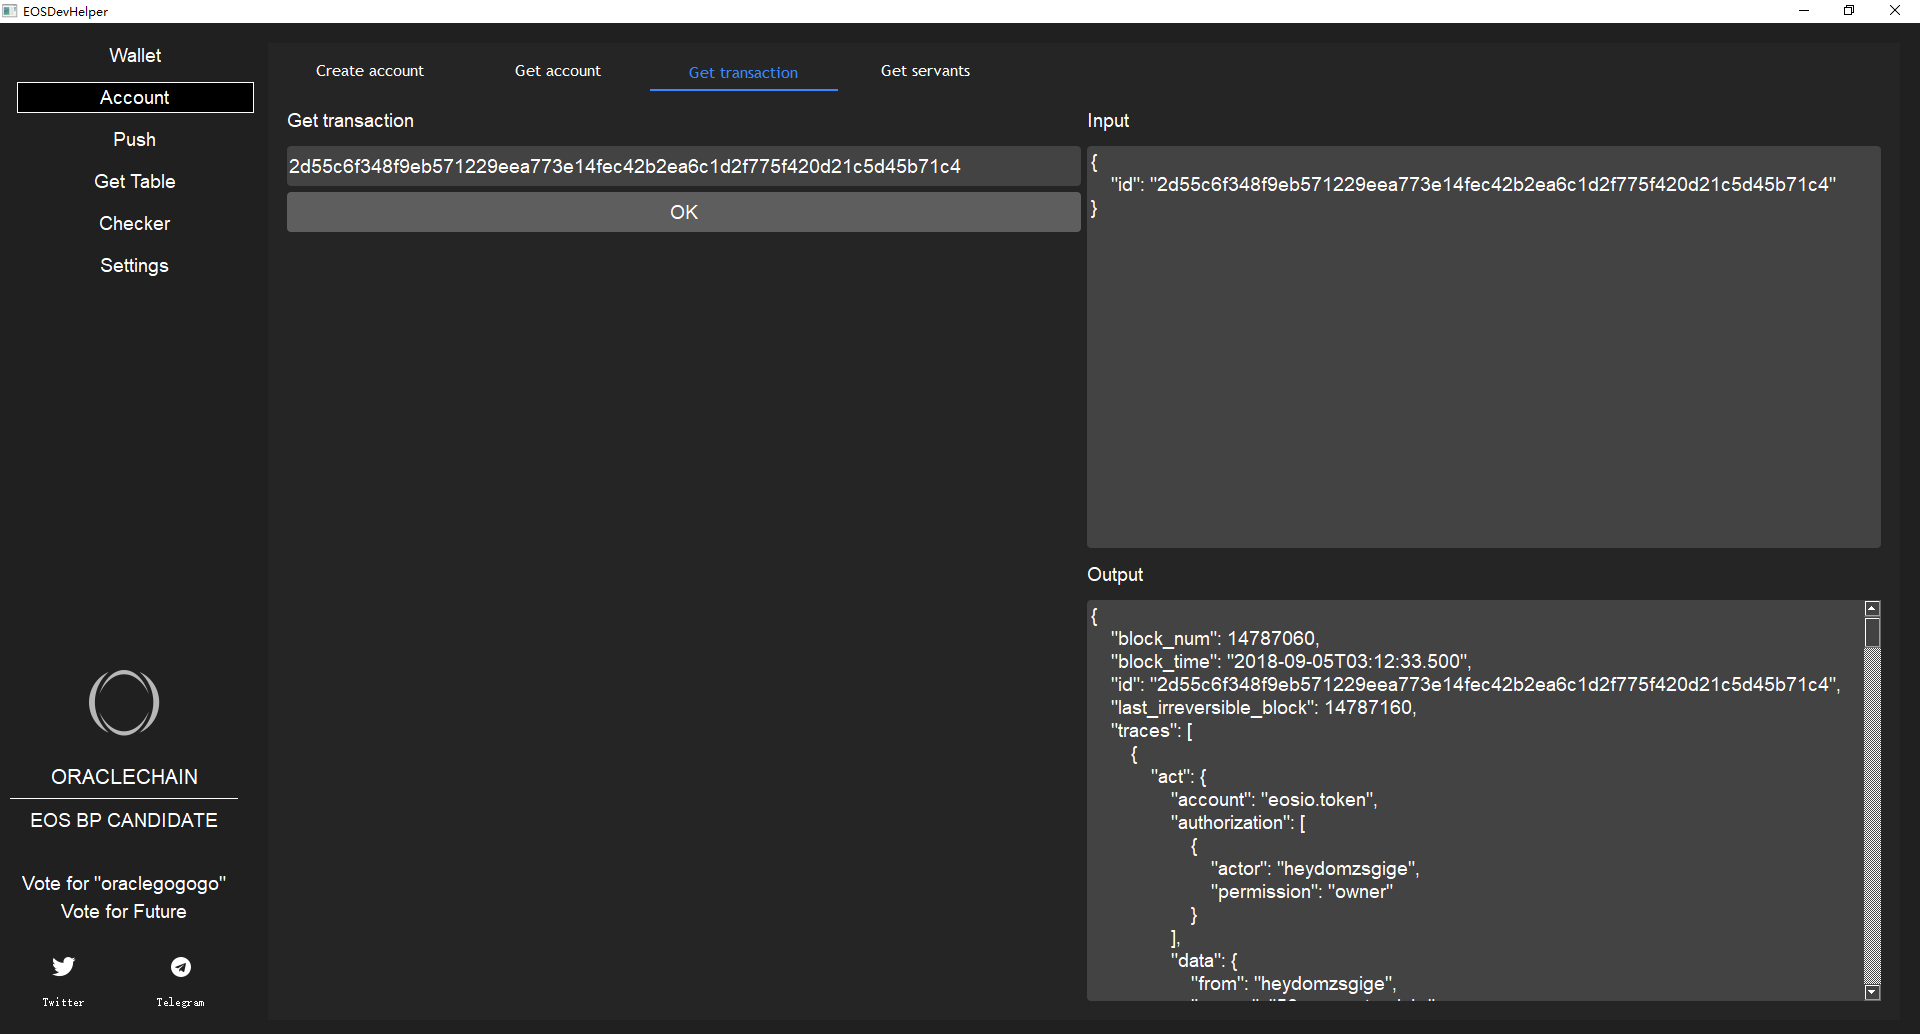 EOSDevHelper
Wallet
Account
Push
Get Table
Checker
Settings
ORACLECHAIN
EOS BP CANDIDATE
Vote for "oraclegogogo"
Vote for Future
Twitter
Telegram
Create account
Get account
Get transaction
Get servants
Get transaction
2d55c6f348f9eb571229eea773e14fec42b2ea6c1d2f775f420d21c5d45b71c4
OK
Input
{
"id": "2d55c6f348f9eb571229eea773e14fec42b2ea6c1d2f775f420d21c5d45b71c4"
}
Output
{
"block_num": 14787060,
"block_time": "2018-09-05T03:12:33.500",
"id": "2d55c6f348f9eb571229eea773e14fec42b2ea6c1d2f775f420d21c5d45b71c4",
"last_irreversible_block": 14787160,
"traces": [
{
"act": {
"account": "eosio.token",
"authorization": [
{
"actor": "heydomzsgige",
"permission": "owner"
}
],
"data": {
"from": "heydomzsgige",